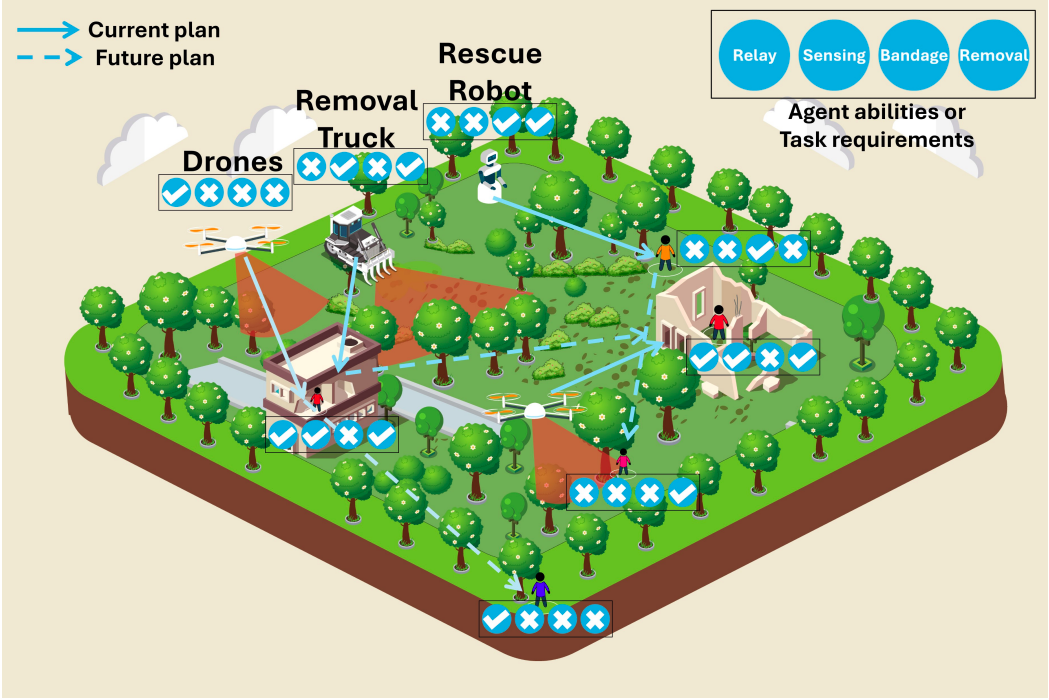 Current plan
Future plan
Relay Sensing Bandage Removal
Agent abilities or
Task requirements
Rescue
Robot
Removal
Truck
Drones